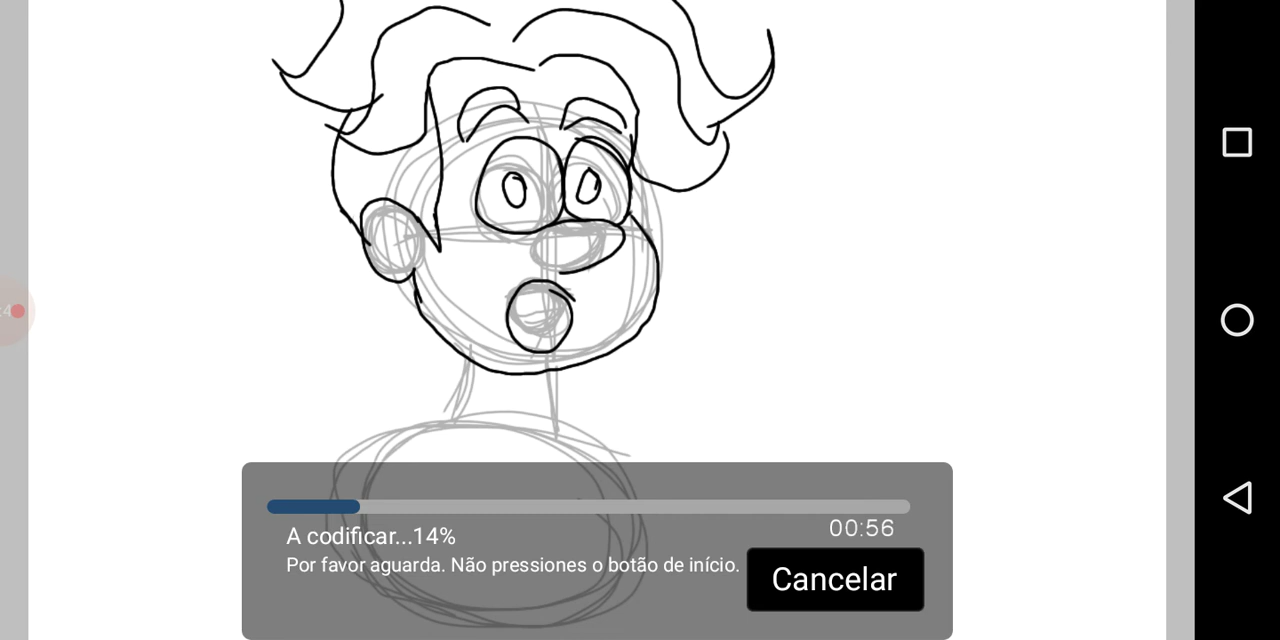 A codificar...14%
00:56
Por favor aguarda. Não pressiones o botão de início.
Cancelar